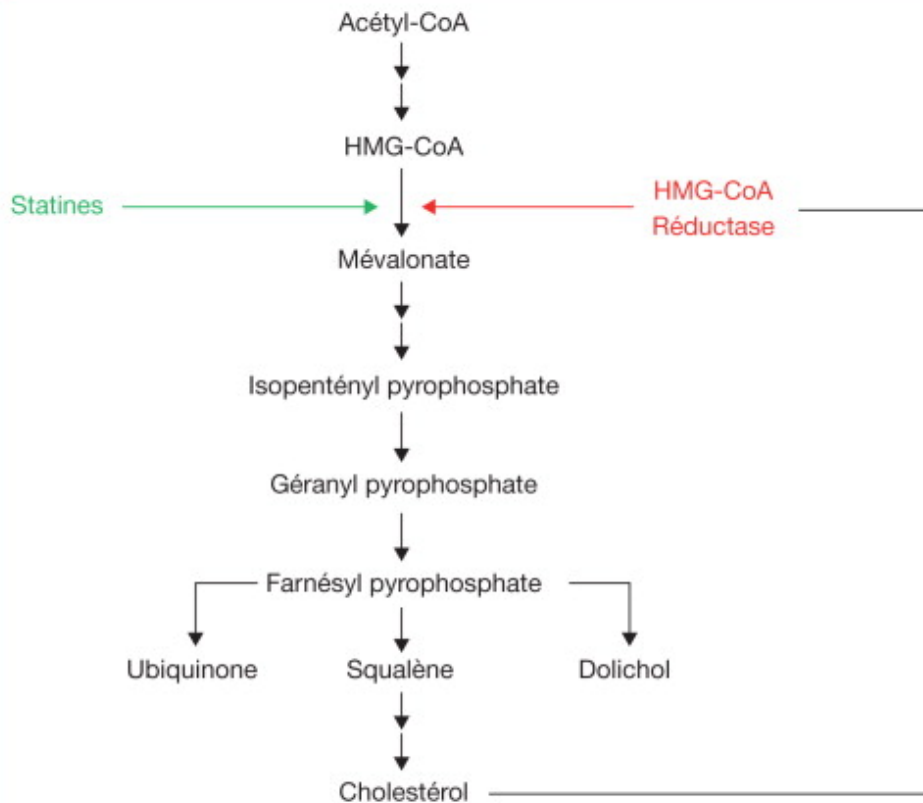 Acétyl-CoA
HMG-CoA
Statines
HMG-CoA
Réductase
Mévalonate
Isopentényl pyrophosphate
Géranyl pyrophosphate
Farnésyl pyrophosphate
Ubiquinone
Squalène
Dolichol
Cholestérol